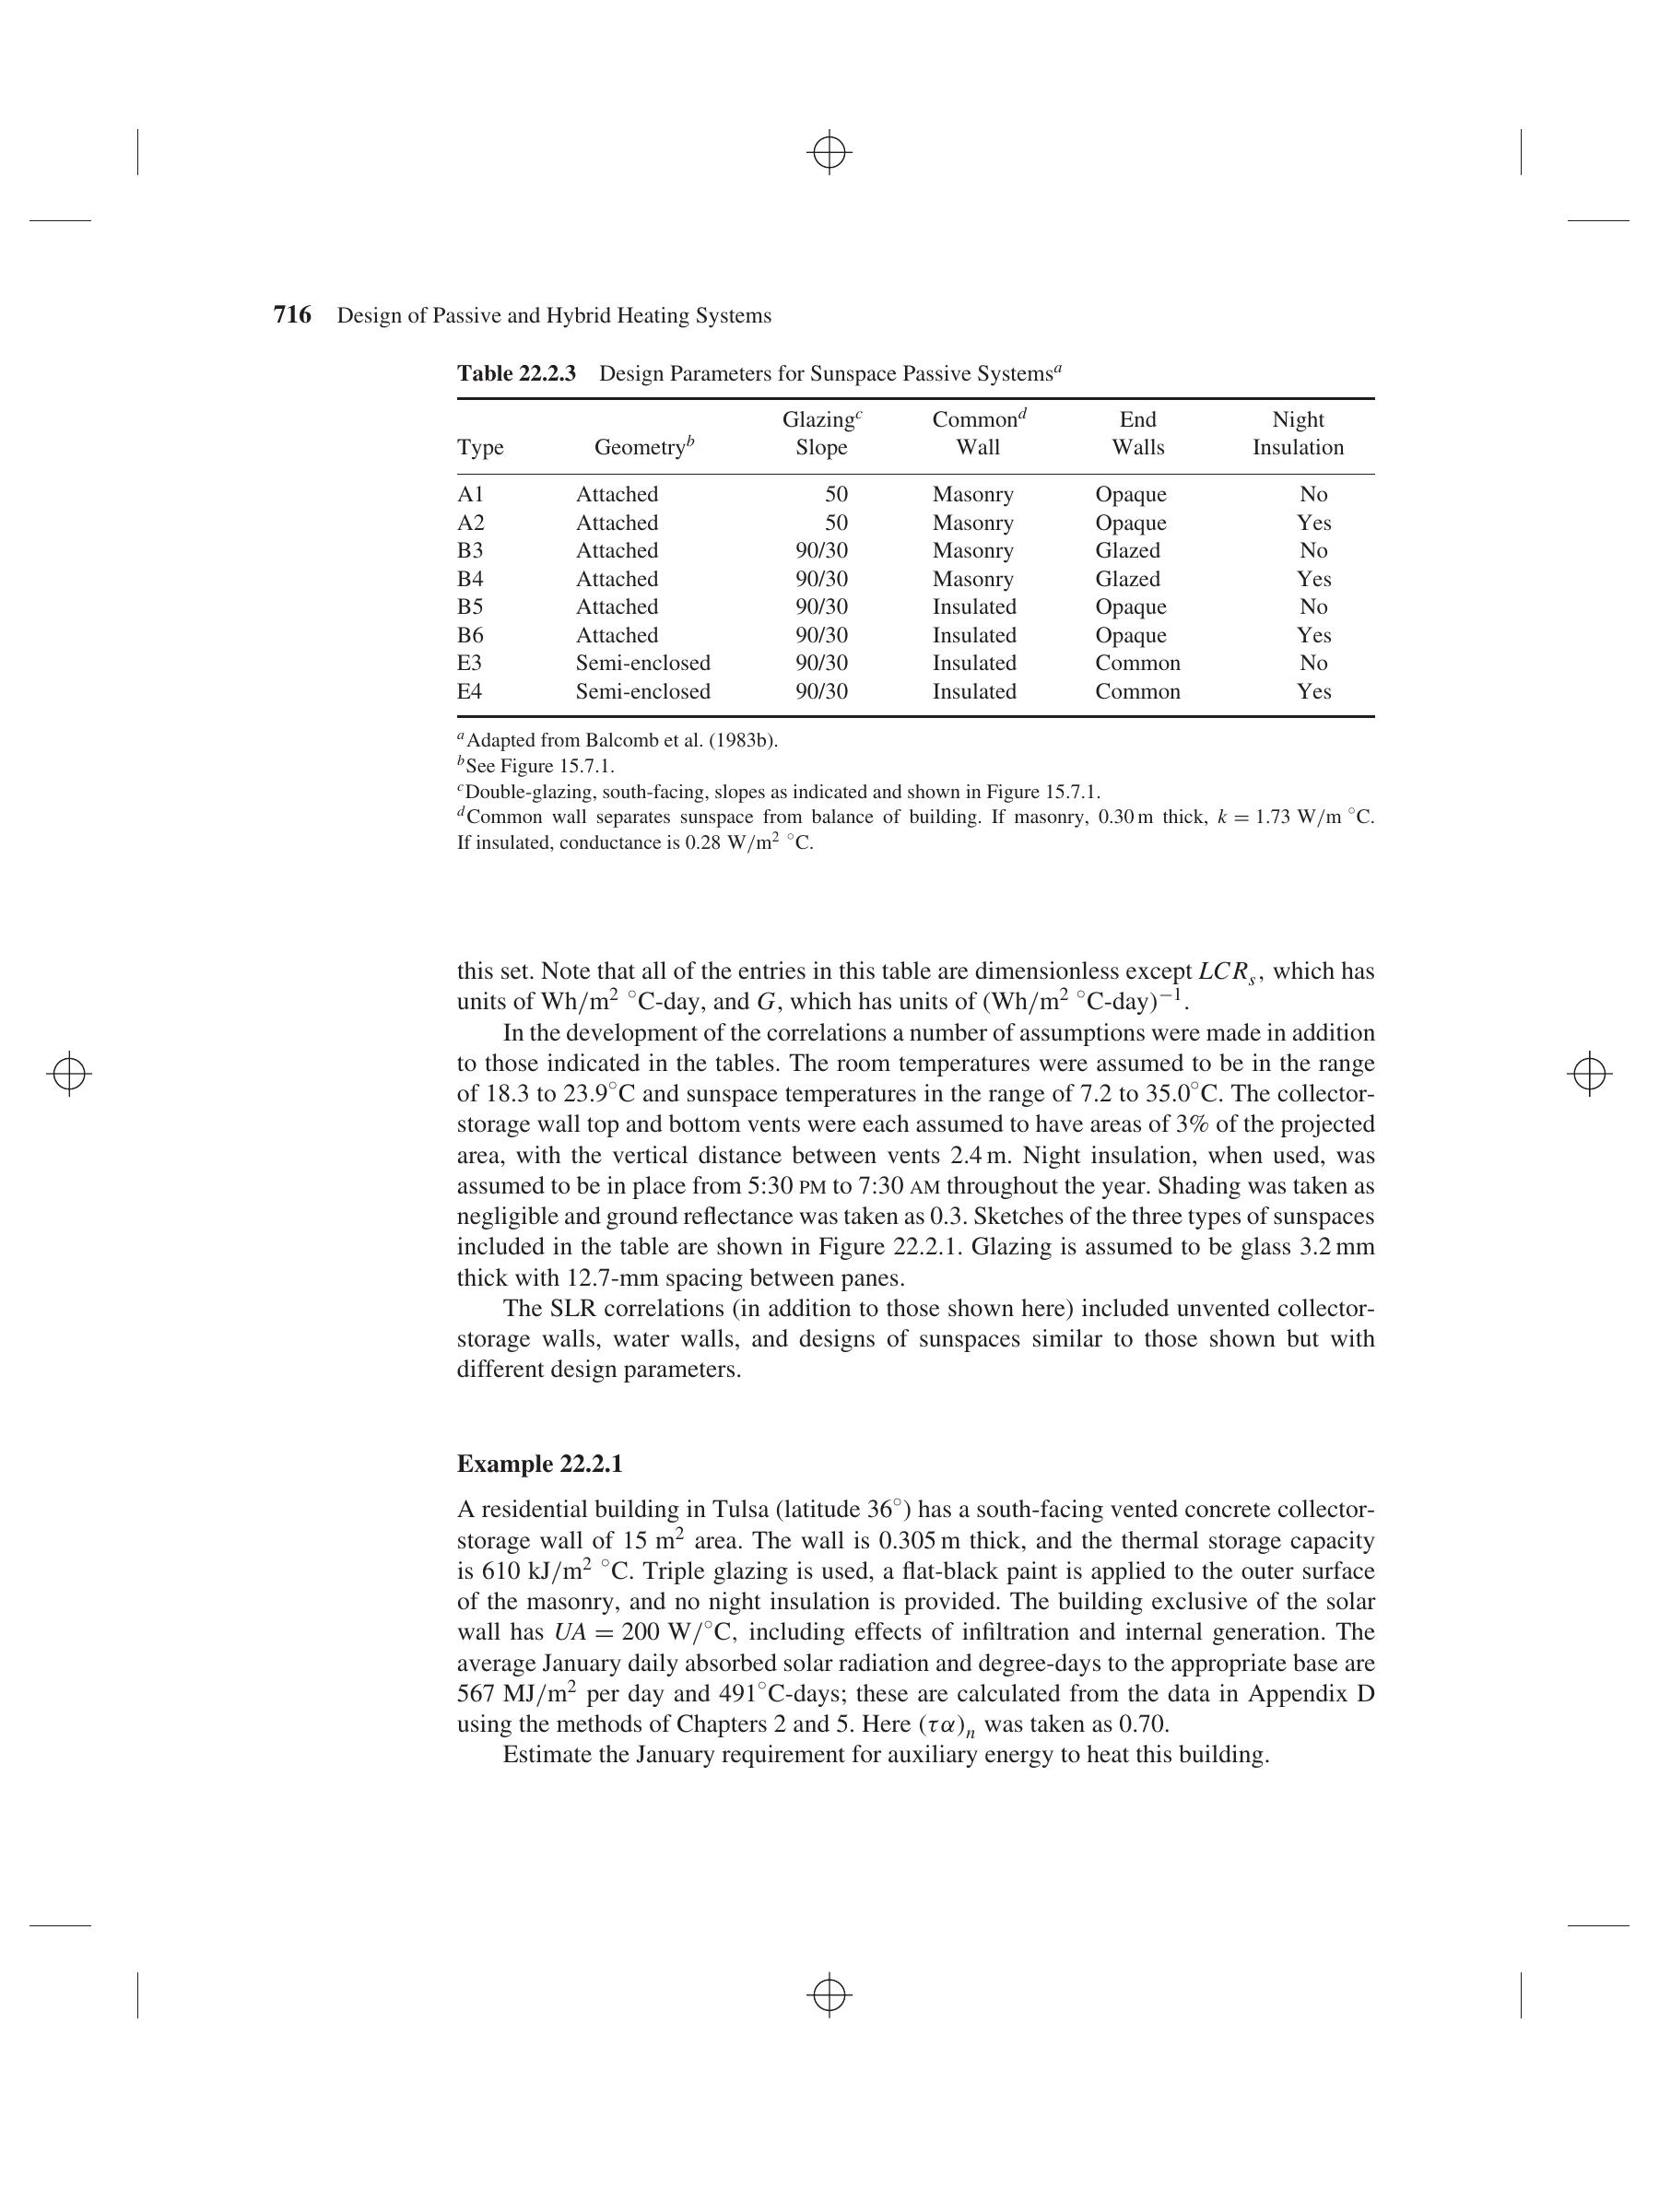 716 Design of Passive and Hybrid Heating Systems
Table 22.2.3 Design Parameters for Sunspace Passive Systemsᵃ
Type Geometryᵇ Glazingᶜ Slope Commonᵈ Wall End Walls Night Insulation
A1 Attached 50 Masonry Opaque No
A2 Attached 50 Masonry Opaque Yes
B3 Attached 90/30 Masonry Glazed No
B4 Attached 90/30 Masonry Glazed Yes
B5 Attached 90/30 Insulated Opaque No
B6 Attached 90/30 Insulated Opaque Yes
E3 Semi-enclosed 90/30 Insulated Common No
E4 Semi-enclosed 90/30 Insulated Common Yes
ᵃAdapted from Balcomb et al. (1983b).
ᵇSee Figure 15.7.1.
ᶜDouble-glazing, south-facing, slopes as indicated and shown in Figure 15.7.1.
ᵈCommon wall separates sunspace from balance of building. If masonry, 0.30 m thick, k = 1.73 W/m °C.
If insulated, conductance is 0.28 W/m² °C.
this set. Note that all of the entries in this table are dimensionless except LCRₛ, which has
units of Wh/m² °C-day, and G, which has units of (Wh/m² °C-day)⁻¹.
In the development of the correlations a number of assumptions were made in addition
to those indicated in the tables. The room temperatures were assumed to be in the range
of 18.3 to 23.9°C and sunspace temperatures in the range of 7.2 to 35.0°C. The collector-
storage wall top and bottom vents were each assumed to have areas of 3% of the projected
area, with the vertical distance between vents 2.4 m. Night insulation, when used, was
assumed to be in place from 5:30 PM to 7:30 AM throughout the year. Shading was taken as
negligible and ground reflectance was taken as 0.3. Sketches of the three types of sunspaces
included in the table are shown in Figure 22.2.1. Glazing is assumed to be glass 3.2 mm
thick with 12.7-mm spacing between panes.
The SLR correlations (in addition to those shown here) included unvented collector-
storage walls, water walls, and designs of sunspaces similar to those shown but with
different design parameters.
Example 22.2.1
A residential building in Tulsa (latitude 36°) has a south-facing vented concrete collector-
storage wall of 15 m² area. The wall is 0.305 m thick, and the thermal storage capacity
is 610 kJ/m² °C. Triple glazing is used, a flat-black paint is applied to the outer surface
of the masonry, and no night insulation is provided. The building exclusive of the solar
wall has UA = 200 W/°C, including effects of infiltration and internal generation. The
average January daily absorbed solar radiation and degree-days to the appropriate base are
567 MJ/m² per day and 491°C-days; these are calculated from the data in Appendix D
using the methods of Chapters 2 and 5. Here (τα)ₙ was taken as 0.70.
Estimate the January requirement for auxiliary energy to heat this building.